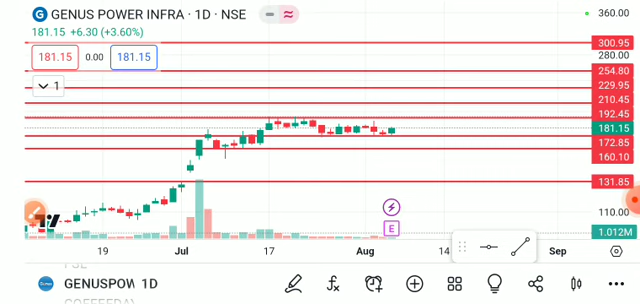 GENUS POWER INFRA · 1D · NSE
181.15 +6.30 (+3.60%)
181.15 0.00 181.15
1
360.00
300.95
280.00
254.80
229.95
210.45
192.45
181.15
172.85
160.10
131.85
110.00
1.012M
E
19 Jul 17 Aug 14 Sep
GENUSPOW 1D